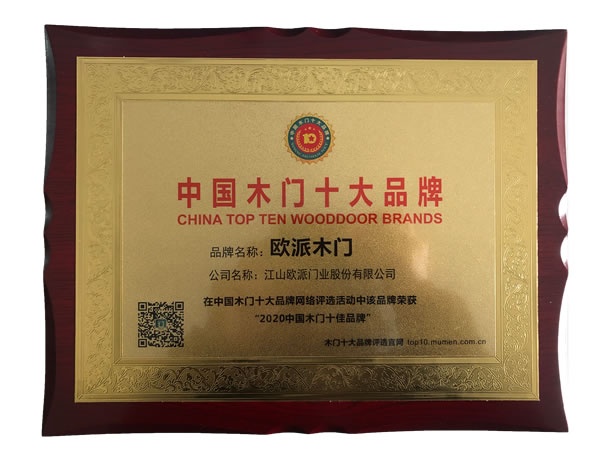 中国木门十大品牌
CHINA TOP TEN WOODDOOR BRANDS
品牌名称：欧派木门
公司名称：江山欧派门业股份有限公司
在中国木门十大品牌网络评选活动中该品牌荣获
“2020中国木门十佳品牌”
木门十大品牌评选官网 top10.mumen.com.cn